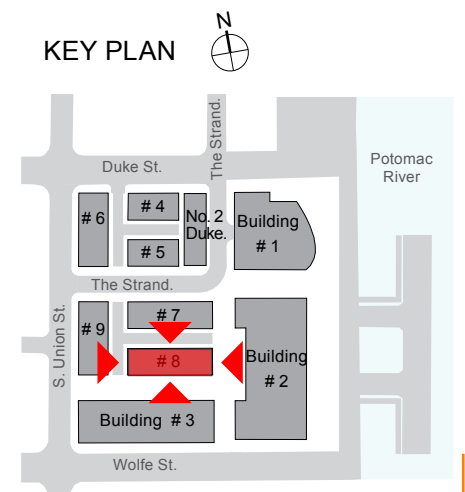 N
KEY PLAN
The Strand.
Duke St.
Potomac
River
# 6
# 4
No. 2
Duke.
# 5
Building
# 1
The Strand.
S. Union St.
# 9
# 7
# 8
Building
# 2
Building # 3
Wolfe St.